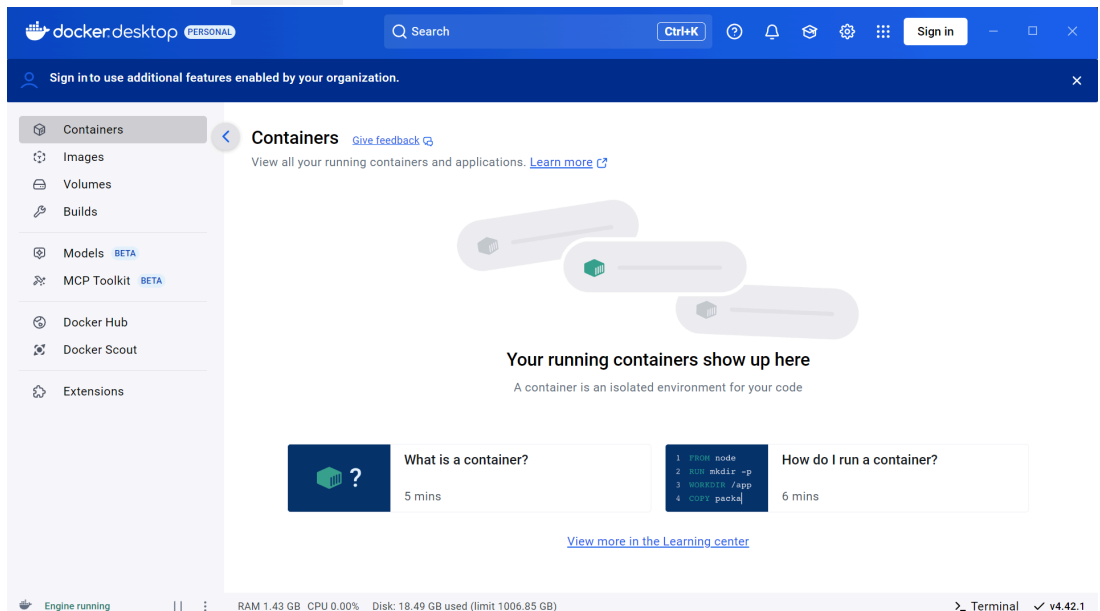 docker.desktop PERSONAL Search Ctrl+K Sign in
Sign in to use additional features enabled by your organization.
Containers
Images
Volumes
Builds
Models BETA
MCP Toolkit BETA
Docker Hub
Docker Scout
Extensions
Containers Give feedback
View all your running containers and applications. Learn more
Your running containers show up here
A container is an isolated environment for your code
?
What is a container?
5 mins
1 FROM node
2 RUN mkdir -p
3 WORKDIR /app
4 COPY packa
How do I run a container?
6 mins
View more in the Learning center
Engine running RAM 1.43 GB CPU 0.00% Disk: 18.49 GB used (limit 1006.85 GB) >_ Terminal v4.42.1